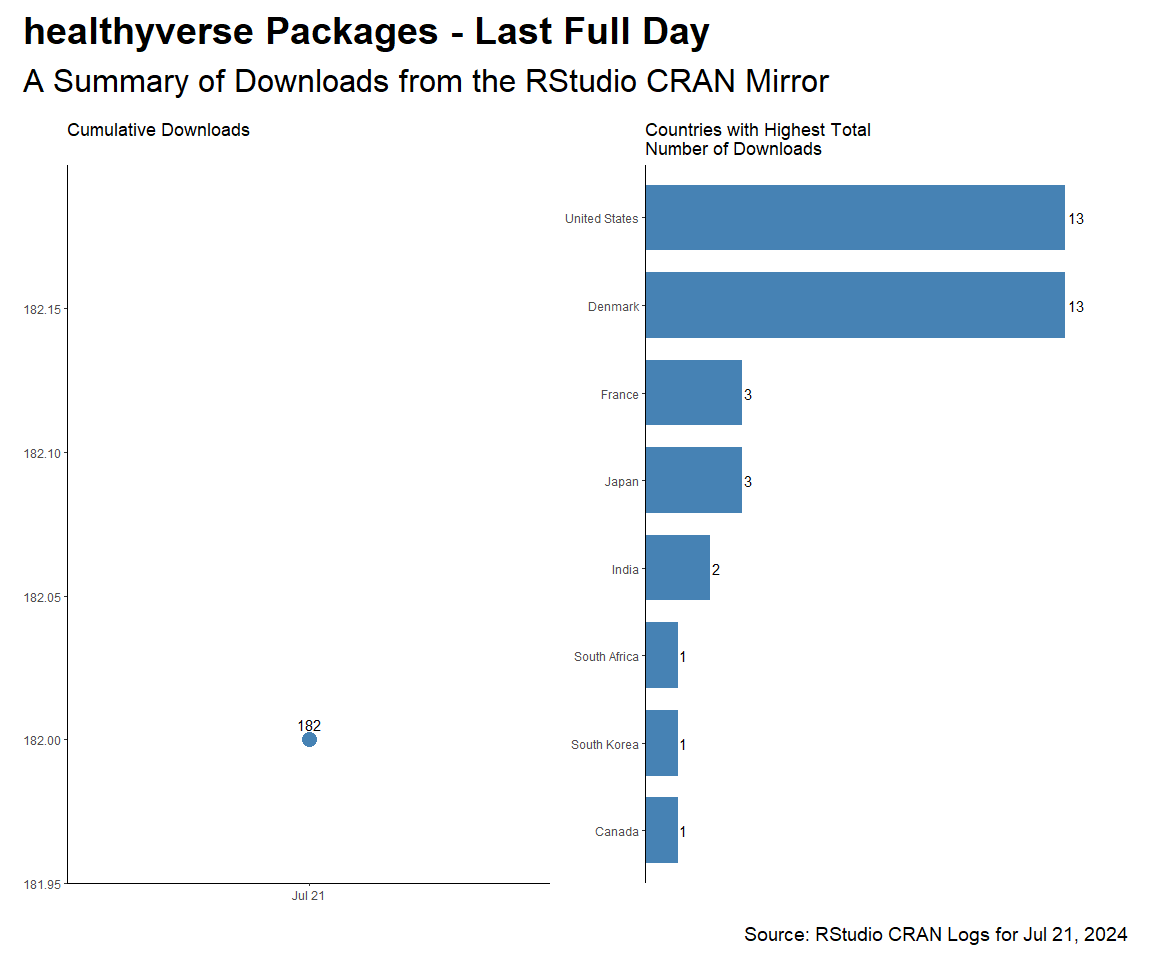 healthyverse Packages - Last Full Day
A Summary of Downloads from the RStudio CRAN Mirror
Cumulative Downloads
182.15
182.10
182.05
182.00
181.95
182
Jul 21
Countries with Highest Total
Number of Downloads
United States 13
Denmark 13
France 3
Japan 3
India 2
South Africa 1
South Korea 1
Canada 1
Source: RStudio CRAN Logs for Jul 21, 2024